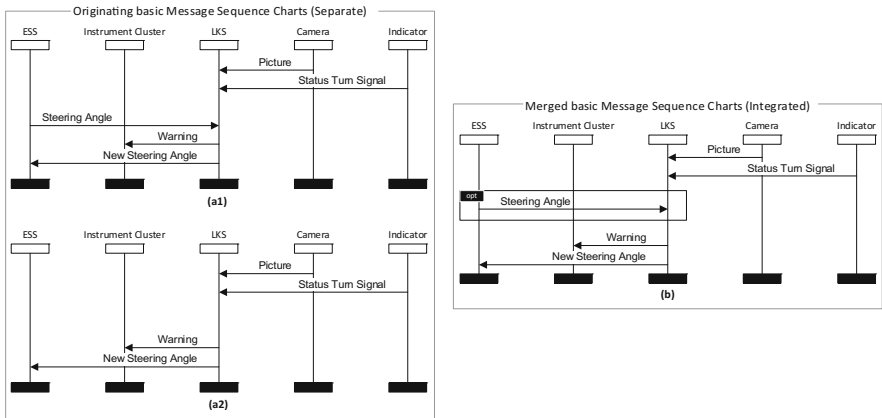 Originating basic Message Sequence Charts (Separate)
ESS Instrument Cluster LKS Camera Indicator
Picture
Status Turn Signal
Steering Angle
Warning
New Steering Angle
(a1)
ESS Instrument Cluster LKS Camera Indicator
Picture
Status Turn Signal
Warning
New Steering Angle
(a2)
Merged basic Message Sequence Charts (Integrated)
ESS Instrument Cluster LKS Camera Indicator
Picture
Status Turn Signal
opt
Steering Angle
Warning
New Steering Angle
(b)